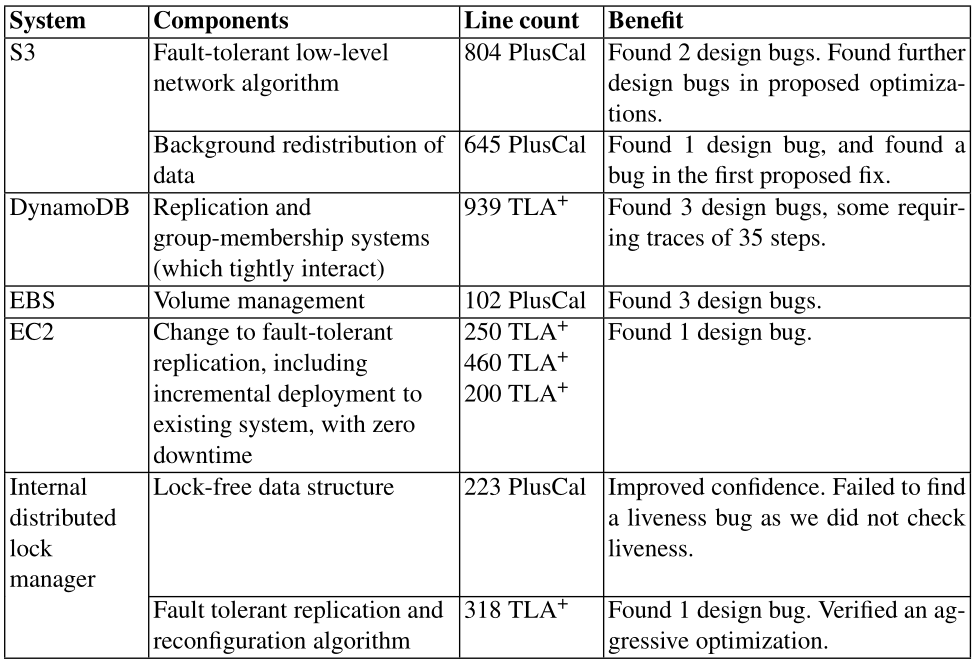 System Components Line count Benefit
S3 Fault-tolerant low-level 804 PlusCal Found 2 design bugs. Found further
network algorithm design bugs in proposed optimiza-
tions.
Background redistribution of 645 PlusCal Found 1 design bug, and found a
data bug in the first proposed fix.
DynamoDB Replication and 939 TLA+ Found 3 design bugs, some requir-
group-membership systems ing traces of 35 steps.
(which tightly interact)
EBS Volume management 102 PlusCal Found 3 design bugs.
EC2 Change to fault-tolerant 250 TLA+ Found 1 design bug.
replication, including 460 TLA+
incremental deployment to 200 TLA+
existing system, with zero
downtime
Internal Lock-free data structure 223 PlusCal Improved confidence. Failed to find
distributed a liveness bug as we did not check
lock liveness.
manager
Fault tolerant replication and 318 TLA+ Found 1 design bug. Verified an ag-
reconfiguration algorithm gressive optimization.